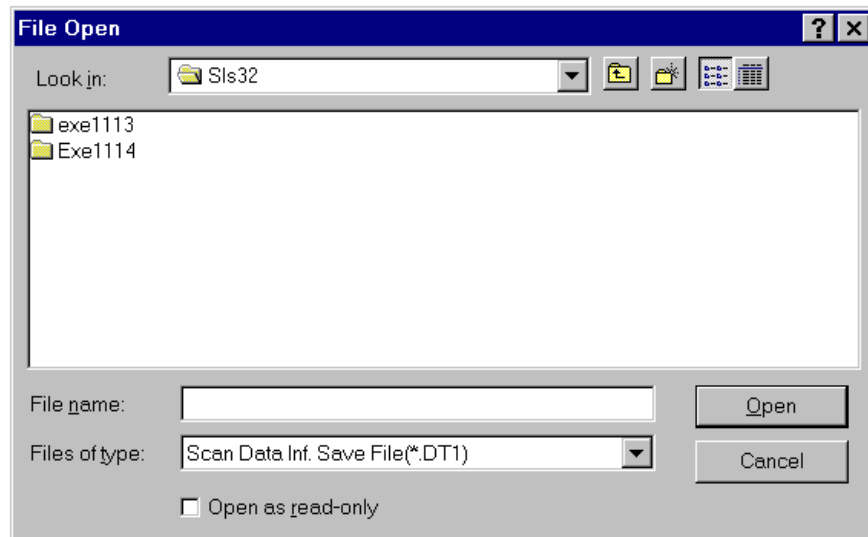 File Open
Look in: Sls32
exe1113
Exe1114
File name:
Open
Files of type: Scan Data Inf. Save File(*.DT1)
Cancel
Open as read-only